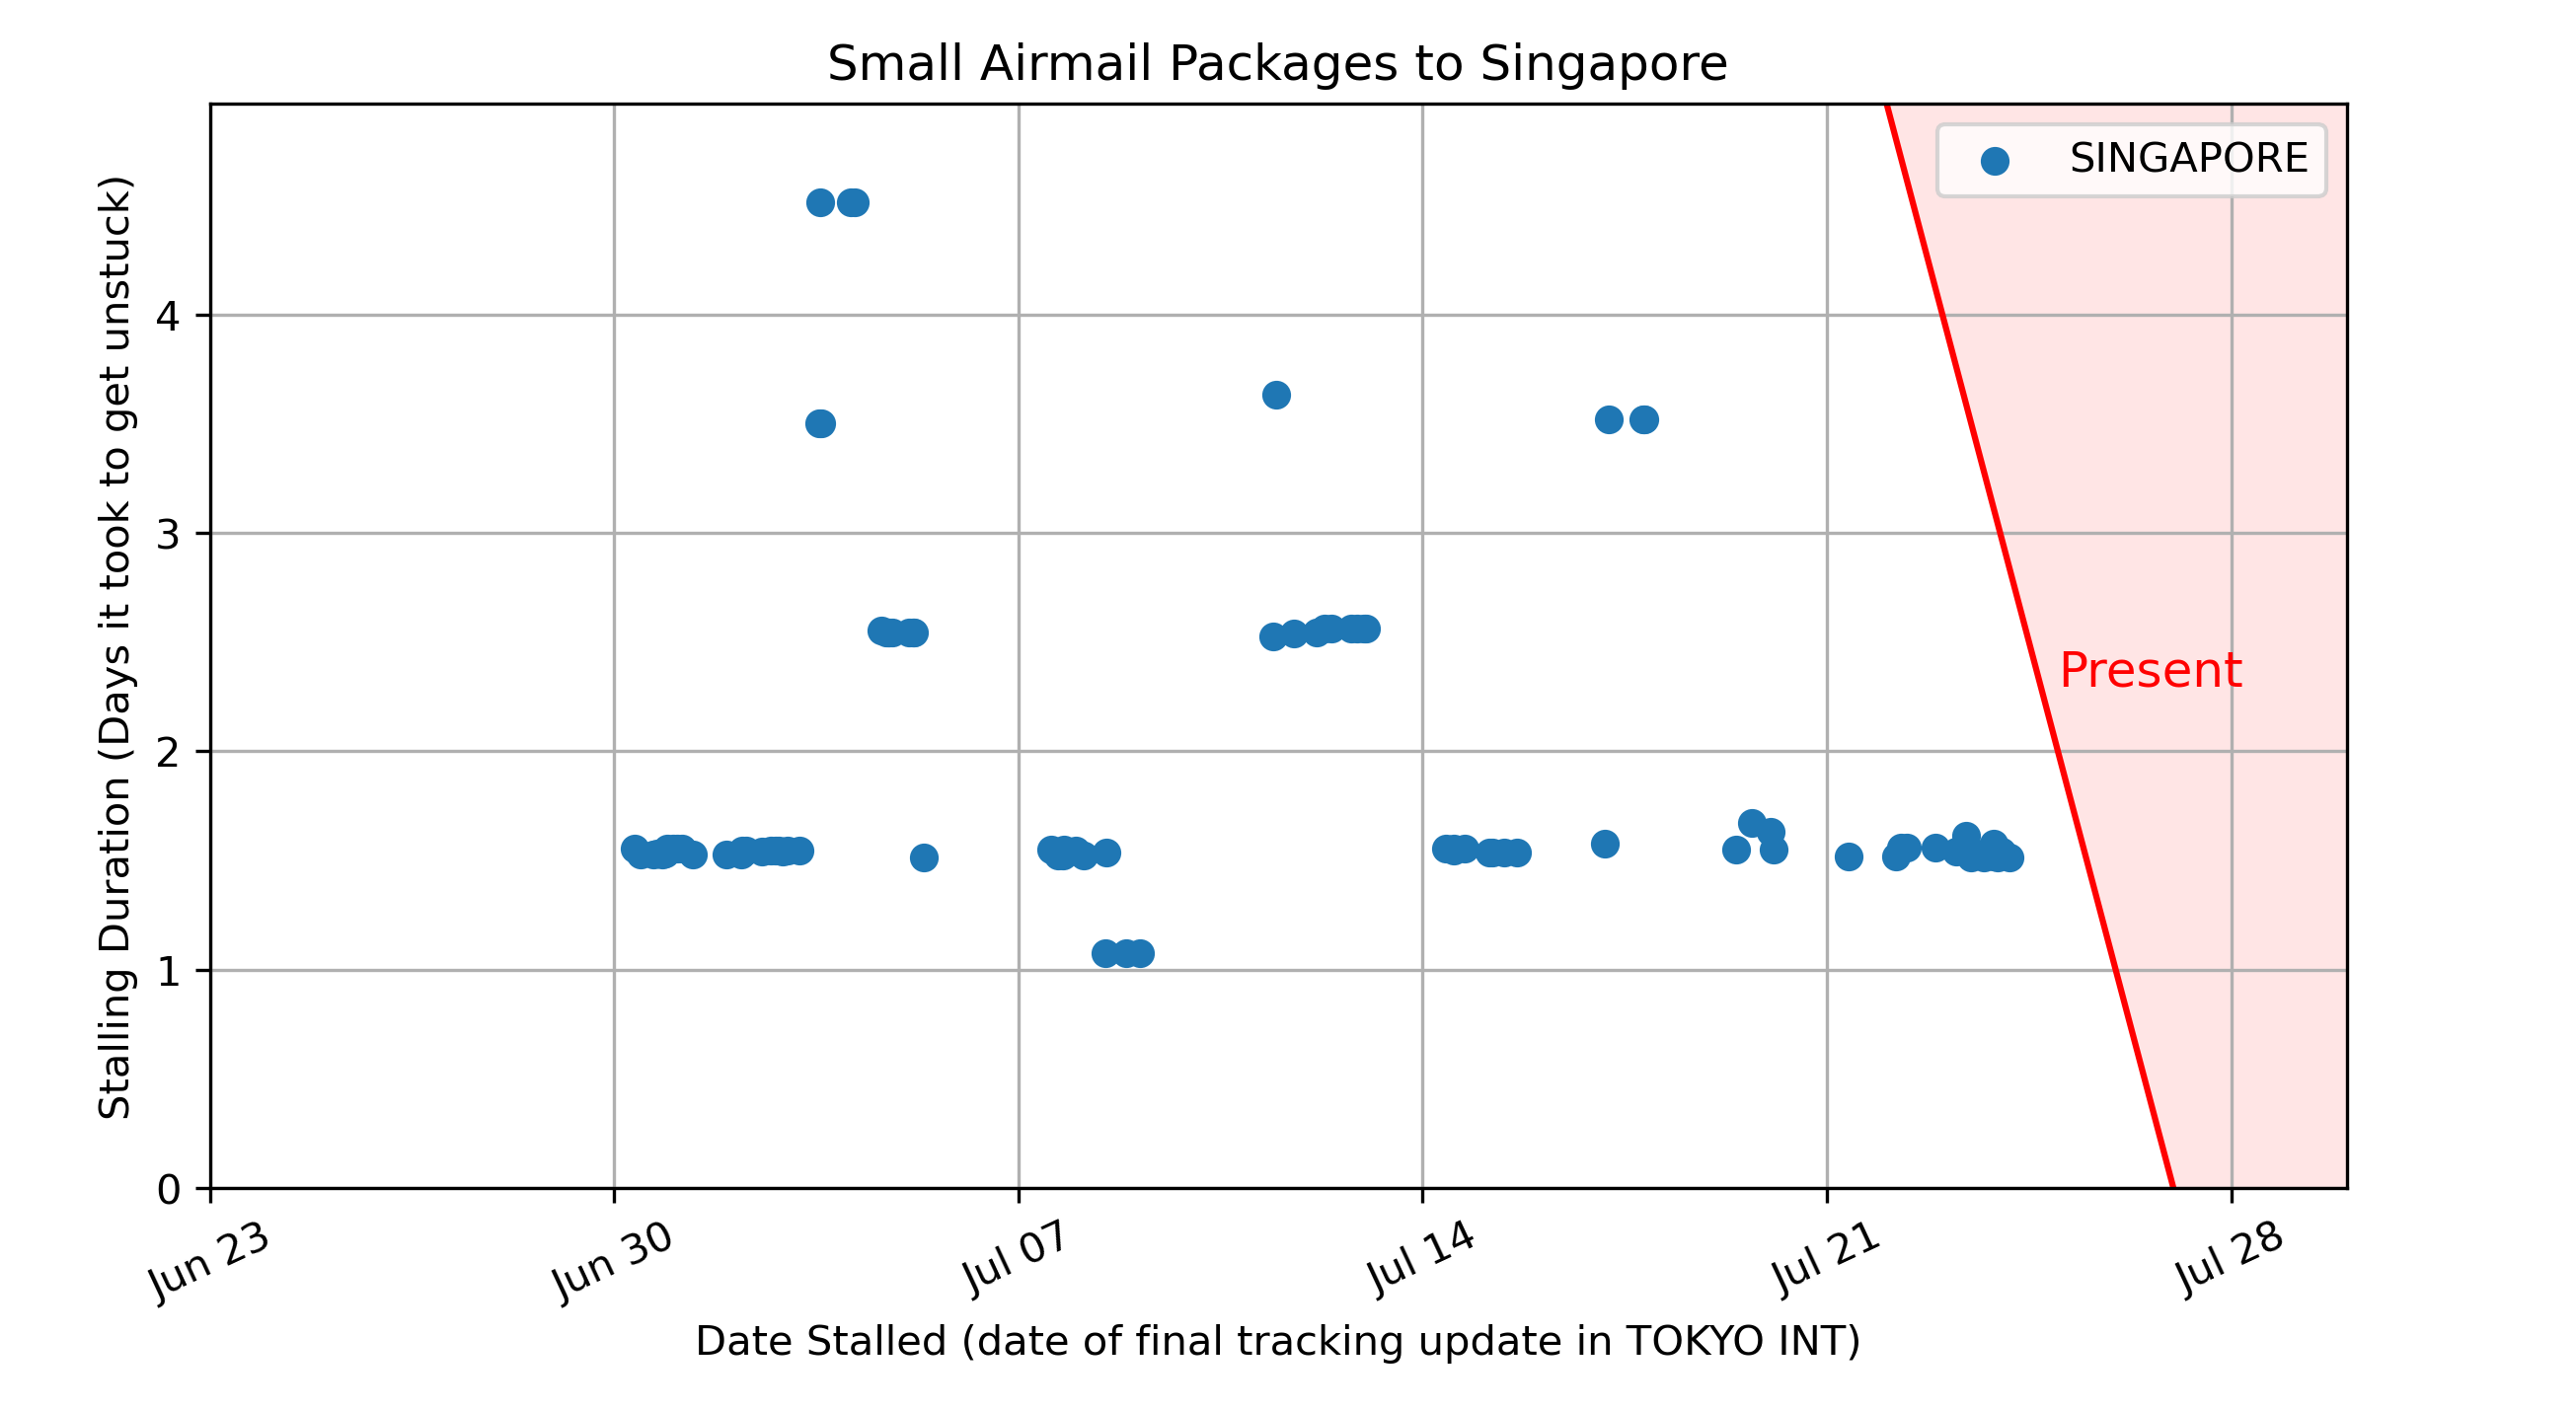 Small Airmail Packages to Singapore
SINGAPORE
Stalling Duration (Days it took to get unstuck)
4
3
2
1
0
Present
Jun 23
Jun 30
Jul 07
Jul 14
Jul 21
Jul 28
Date Stalled (date of final tracking update in TOKYO INT)